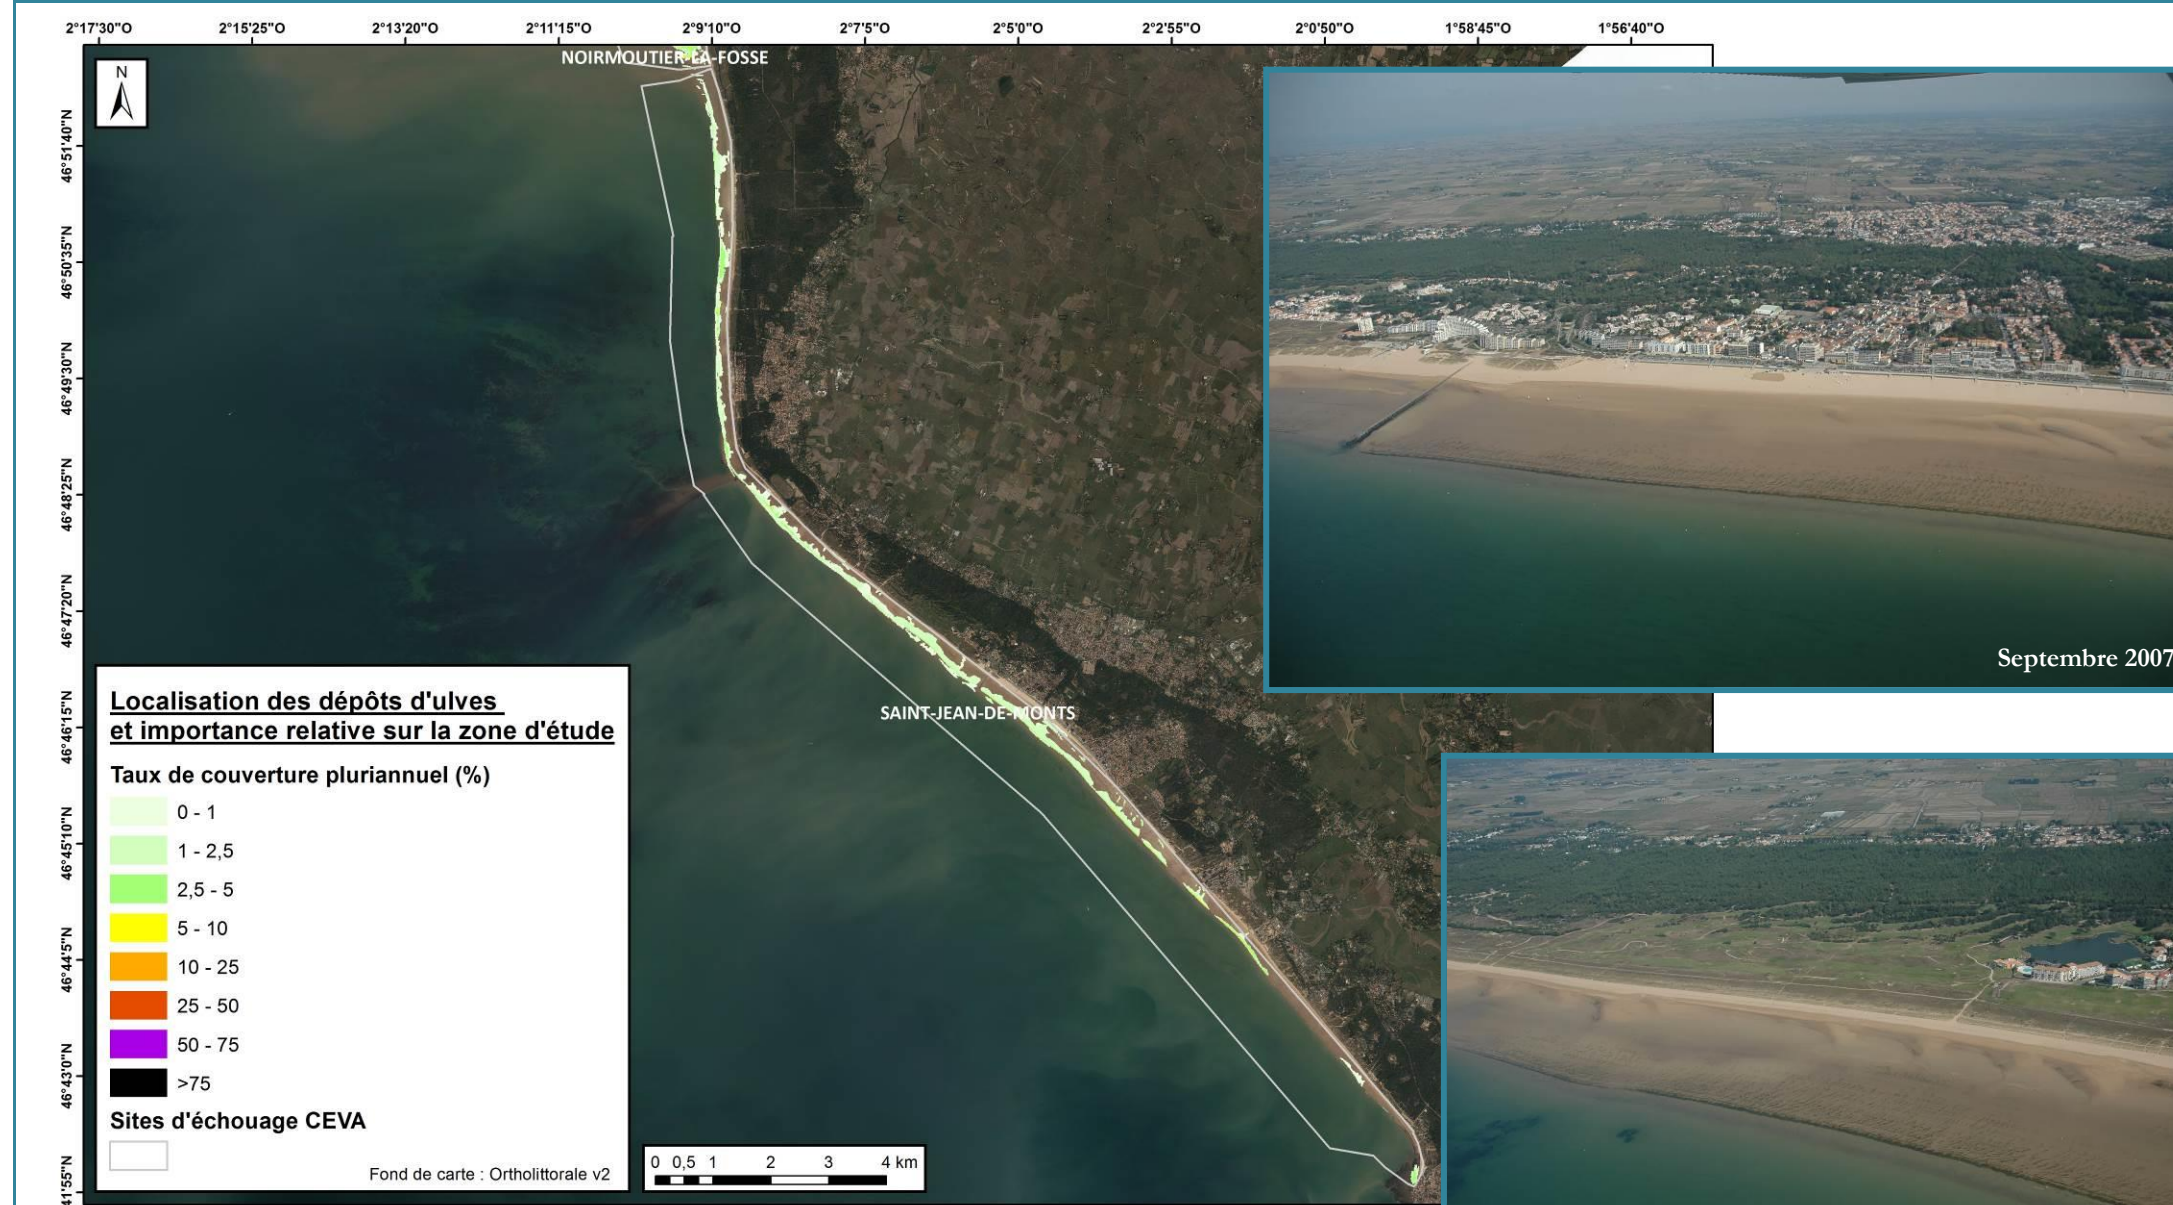 2°17'30"O 2°15'25"O 2°13'20"O 2°11'15"O 2°9'10"O 2°7'5"O 2°5'0"O 2°2'55"O 2°0'50"O 1°58'45"O 1°56'40"O
NOIRMOUTIER-LA-FOSSE
N
46°51'40"N
46°50'35"N
46°49'30"N
46°48'25"N
46°47'20"N
46°46'15"N
46°45'10"N
46°44'5"N
46°43'0"N
41'55"N
Septembre 2007
SAINT-JEAN-DE-MONTS
Localisation des dépôts d'ulves
et importance relative sur la zone d'étude
Taux de couverture pluriannuel (%)
0 - 1
1 - 2,5
2,5 - 5
5 - 10
10 - 25
25 - 50
50 - 75
>75
Sites d'échouage CEVA
Fond de carte : Ortholittorale v2
0 0,5 1 2 3 4 km